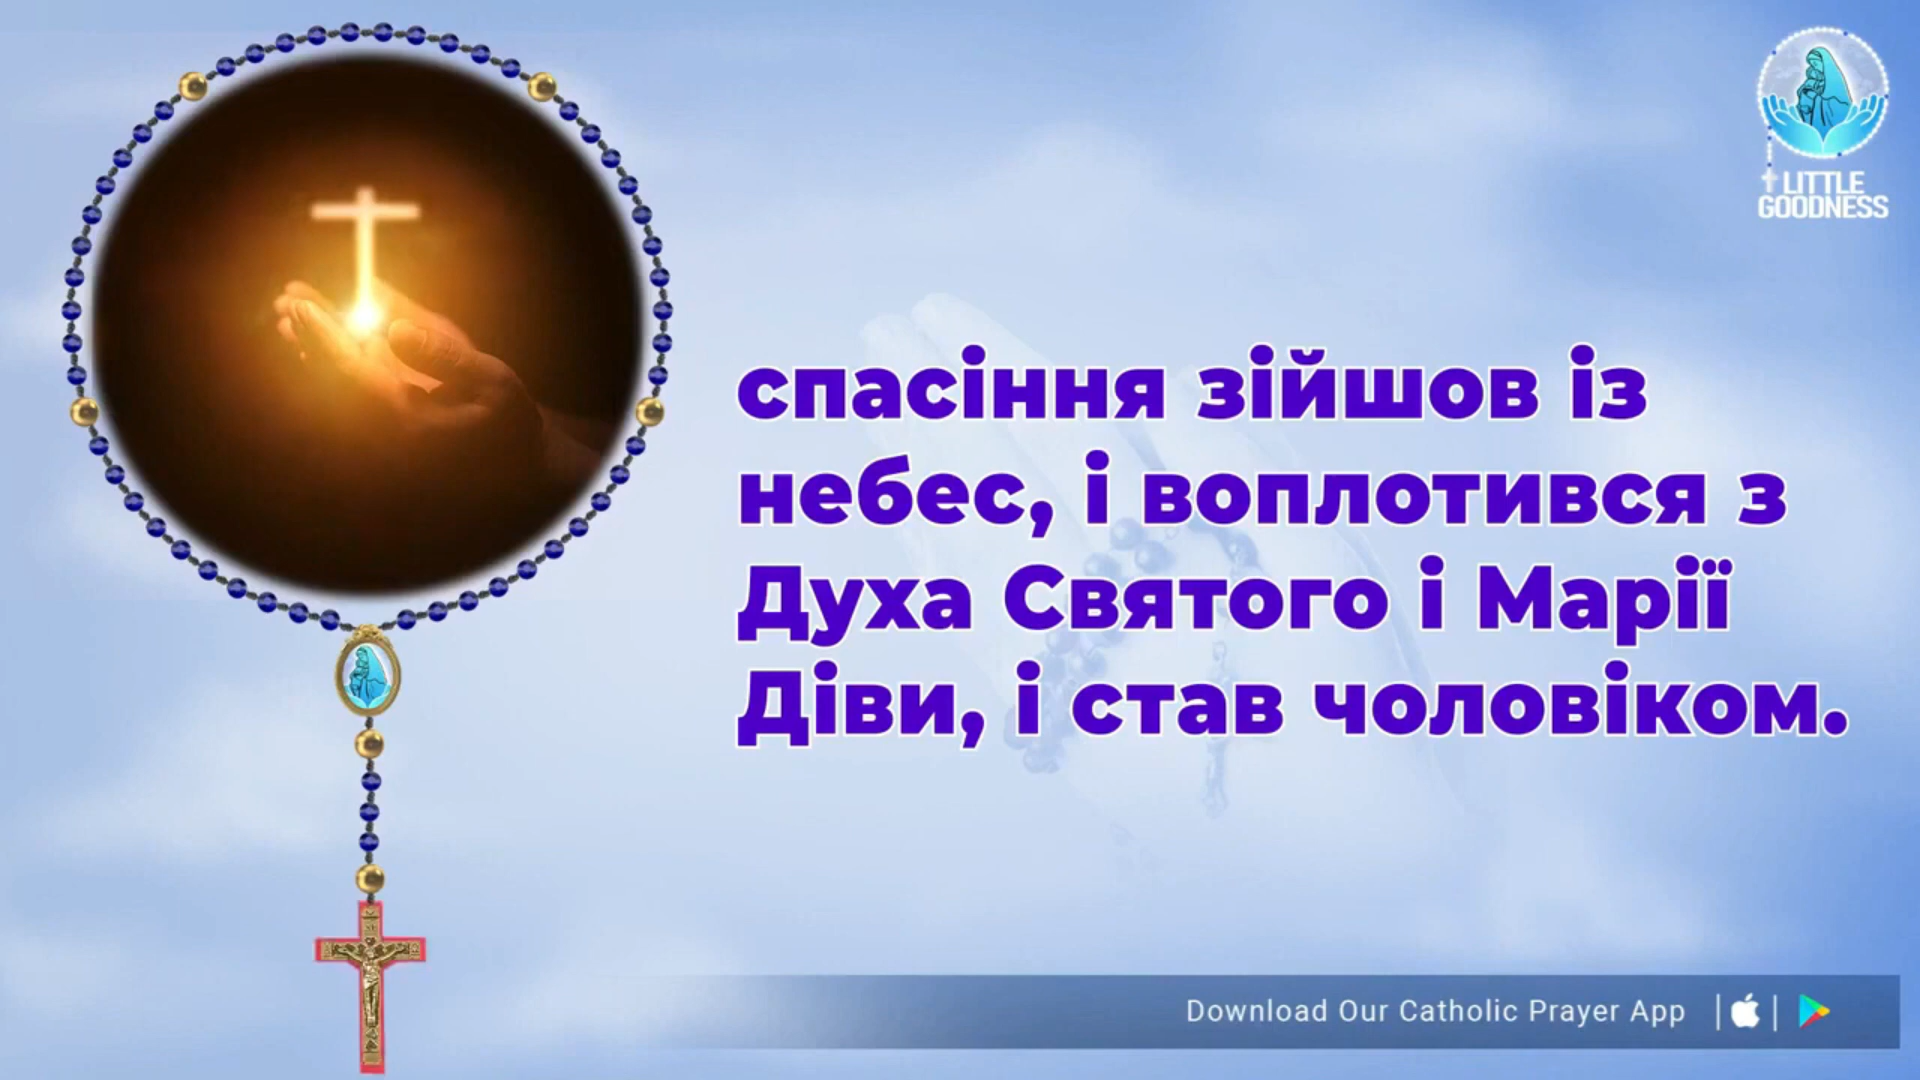 LITTLE
GOODNESS
спасіння зійшов із
небес, і воплотився з
Духа Святого і Марії
Діви, і став чоловіком.
Download Our Catholic Prayer App